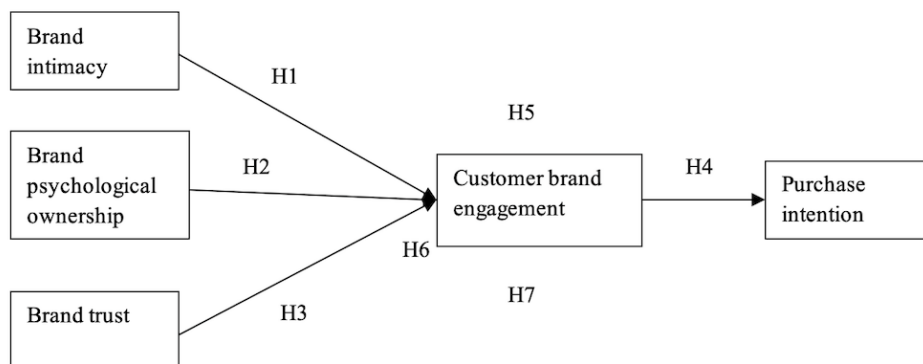 Brand
intimacy
H1
H5
Brand
psychological
ownership
H2
Customer brand
engagement
H4
Purchase
intention
H6
Brand trust
H3
H7